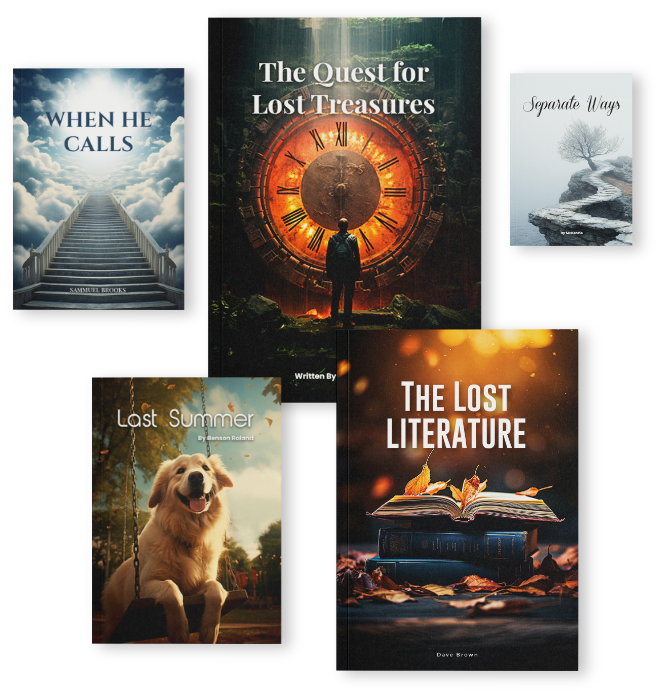 The Quest for
Lost Treasures
Written By
WHEN HE
CALLS
SAMMUEL BROOKS
Separate Ways
Last Summer
By Benson Roland
The Lost
Literature
Dave Brown